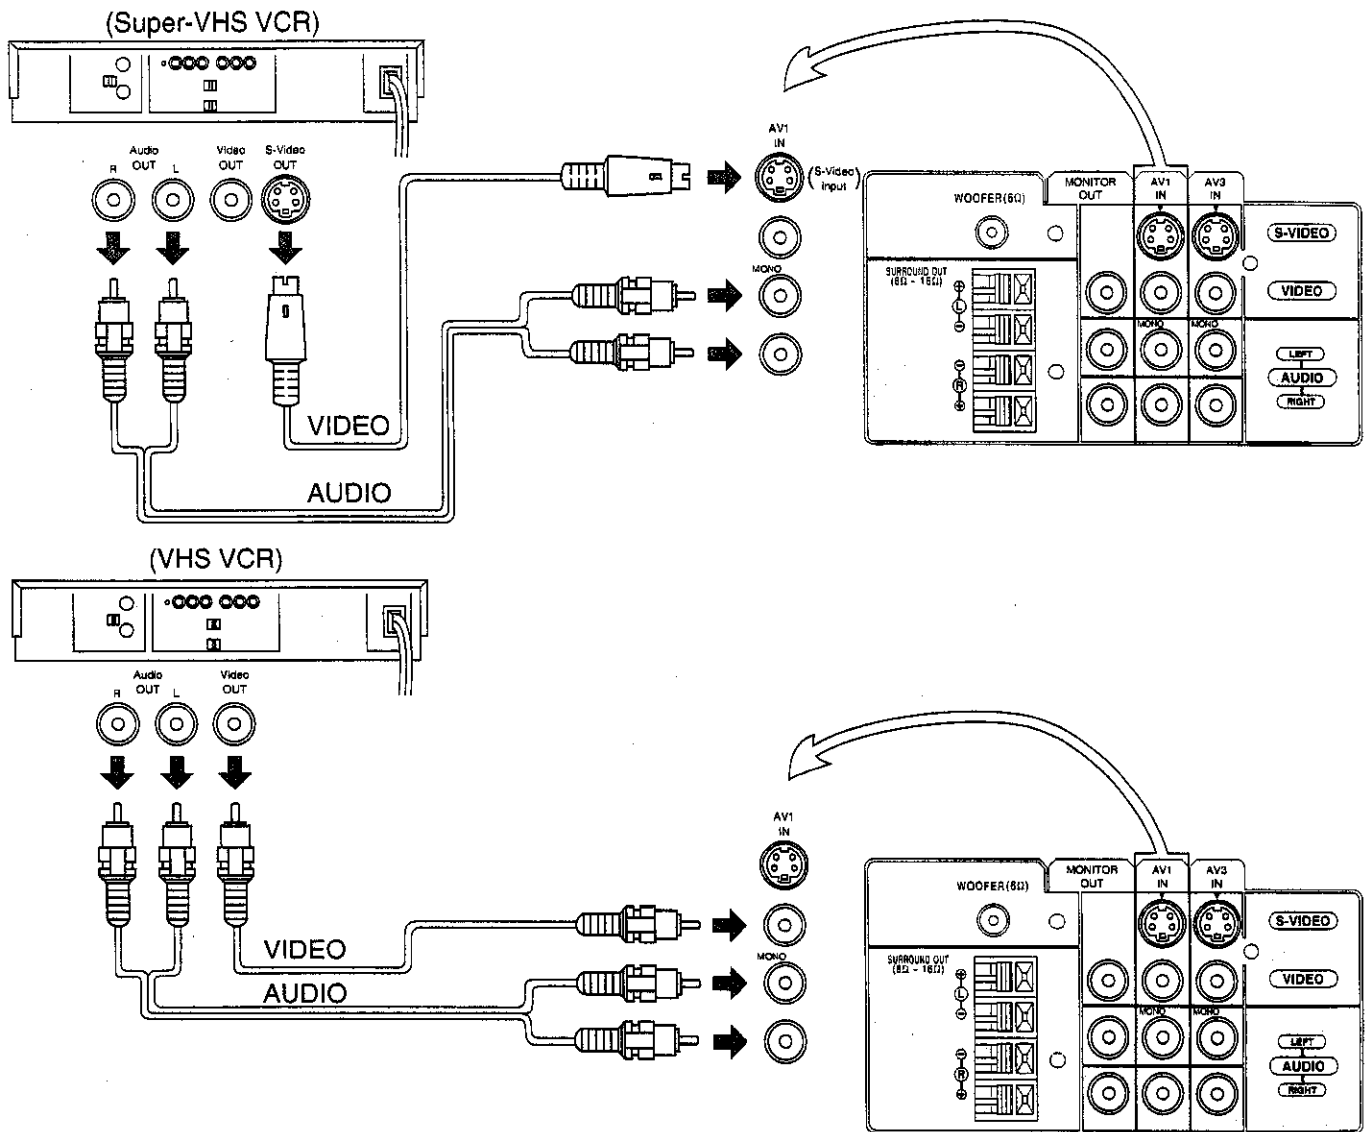 (Super-VHS VCR)
Audio
OUT
R
L
Video
OUT
S-Video
OUT
VIDEO
AUDIO
AV1
IN
(S-Video
input)
MONO
WOOFER(6Ω)
MONITOR
OUT
AV1
IN
AV3
IN
S-VIDEO
SURROUND OUT
(8Ω - 16Ω)
VIDEO
⊕
L
⊖
MONO
MONO
LEFT
AUDIO
RIGHT
⊖
R
⊕
(VHS VCR)
Audio
OUT
R
L
Video
OUT
VIDEO
AUDIO
AV1
IN
MONO
WOOFER(6Ω)
MONITOR
OUT
AV1
IN
AV3
IN
S-VIDEO
SURROUND OUT
(8Ω - 16Ω)
VIDEO
⊕
L
⊖
MONO
MONO
LEFT
AUDIO
RIGHT
⊖
R
⊕